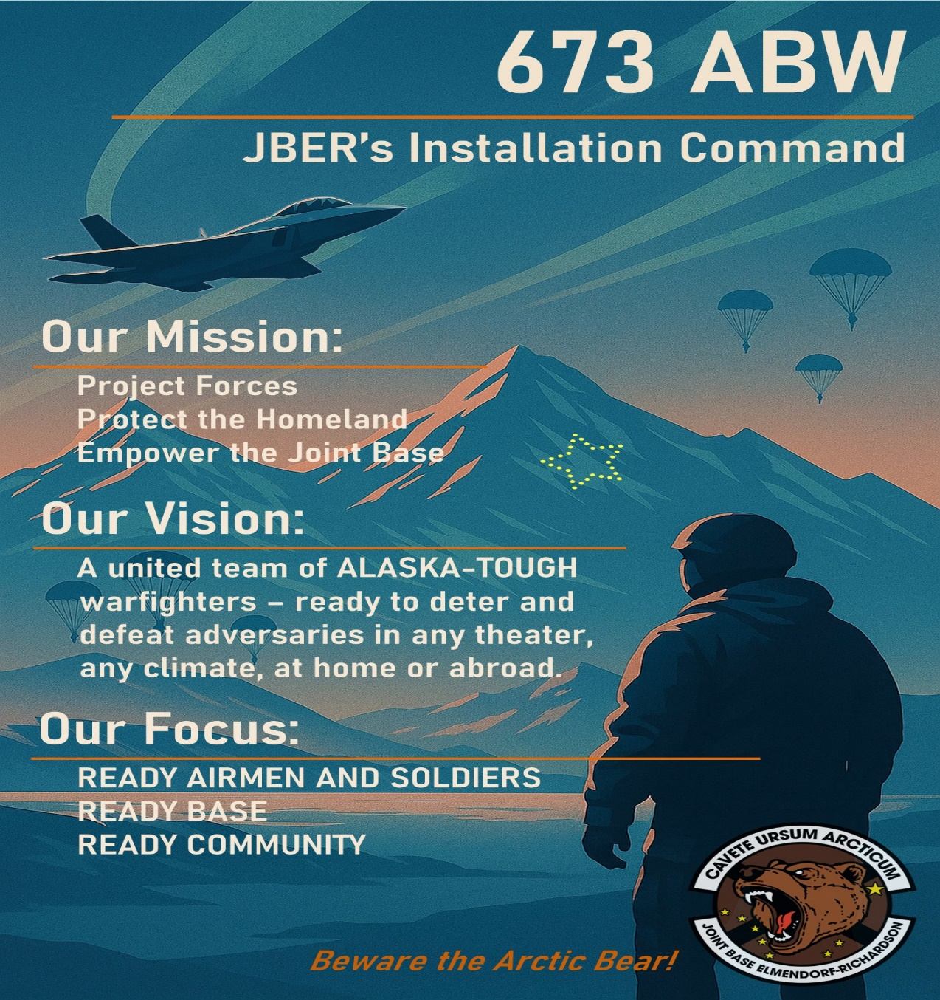 673 ABW
JBER’s Installation Command
Our Mission:
Project Forces
Protect the Homeland
Empower the Joint Base
Our Vision:
A united team of ALASKA-TOUGH
warfighters – ready to deter and
defeat adversaries in any theater,
any climate, at home or abroad.
Our Focus:
READY AIRMEN AND SOLDIERS
READY BASE
READY COMMUNITY
CAVETE URSUM ARCTICUM
JOINT BASE ELMENDORF-RICHARDSON
Beware the Arctic Bear!